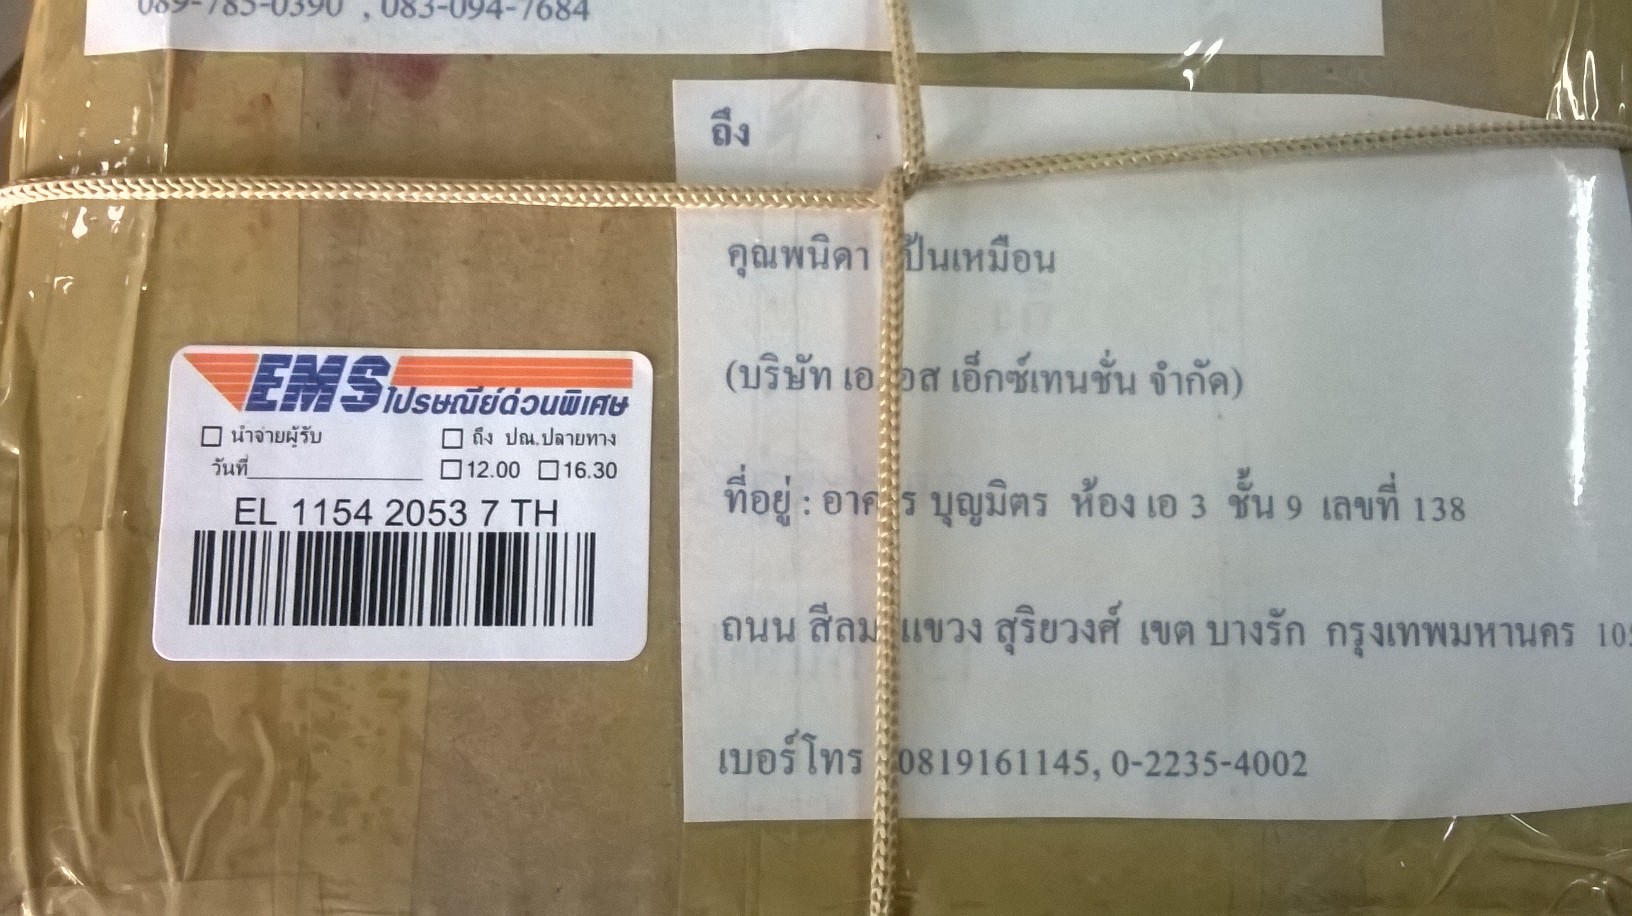 089-785-0390 , 083-094-7684
ถึง
คุณพนิดา ป้นเหมือน
(บริษัท เอ อส เอ็กซ์เทนชั่น จำกัด)
ที่อยู่ : อาคาร บุญมิตร ห้อง เอ 3 ชั้น 9 เลขที่ 138
ถนน สีลม แขวง สุริยวงศ์ เขต บางรัก กรุงเทพมหานคร 105
เบอร์โทร 0819161145, 0-2235-4002
EMS ไปรษณีย์ด่วนพิเศษ
นำจ่ายผู้รับ
ถึง ปณ.ปลายทาง
วันที่
12.00 16.30
EL 1154 2053 7 TH